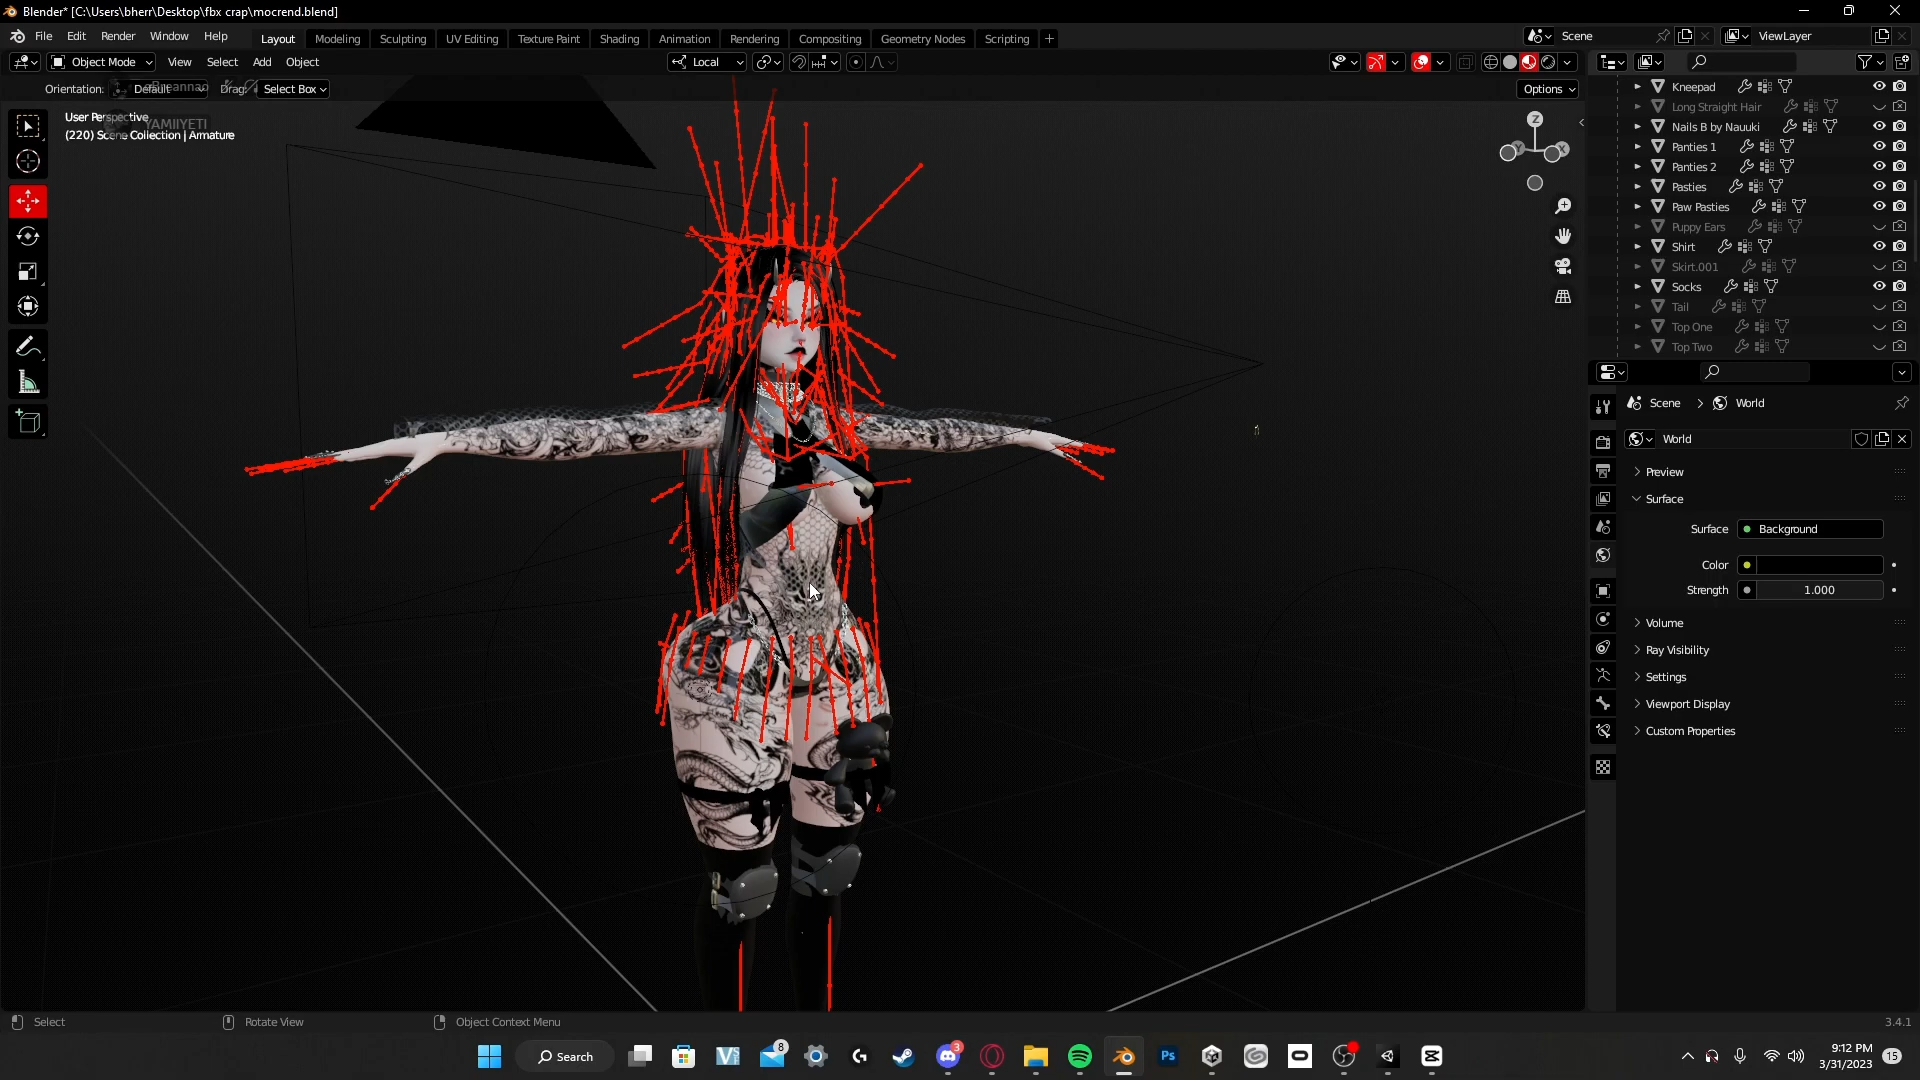 Blender* [C:\Users\bherr\Desktop\fbx crap\mocrend.blend]
File Edit Render Window Help
Layout Modeling Sculpting UV Editing Texture Paint Shading Animation Rendering Compositing Geometry Nodes Scripting +
Scene ViewLayer
Object Mode View Select Add Object
Local
Orientation: Default Drag: Select Box
Options
YAMIIYETI
User Perspective
(220) Scene Collection | Armature
Z
Y
X
Kneepad
Long Straight Hair
Nails B by Nauuki
Panties 1
Panties 2
Pasties
Paw Pasties
Puppy Ears
Shirt
Skirt.001
Socks
Tail
Top One
Top Two
Scene > World
World
Preview
Surface
Surface Background
Color
Strength 1.000
Volume
Ray Visibility
Settings
Viewport Display
Custom Properties
Select Rotate View Object Context Menu
3.4.1
Search
8
3
Ps
9:12 PM
3/31/2023
15